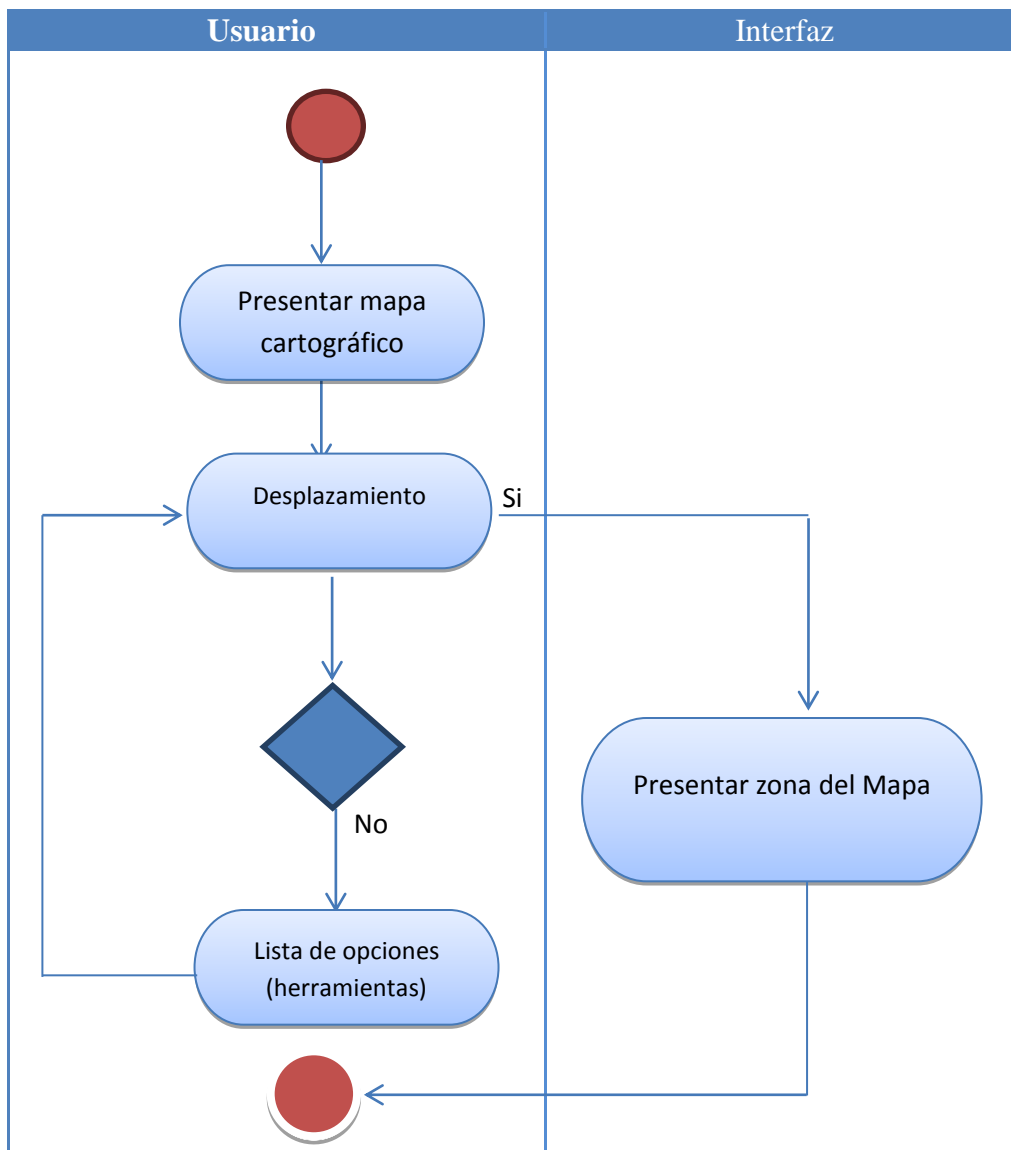 Usuario
Interfaz
Presentar mapa
cartográfico
Desplazamiento
Si
Presentar zona del Mapa
No
Lista de opciones
(herramientas)